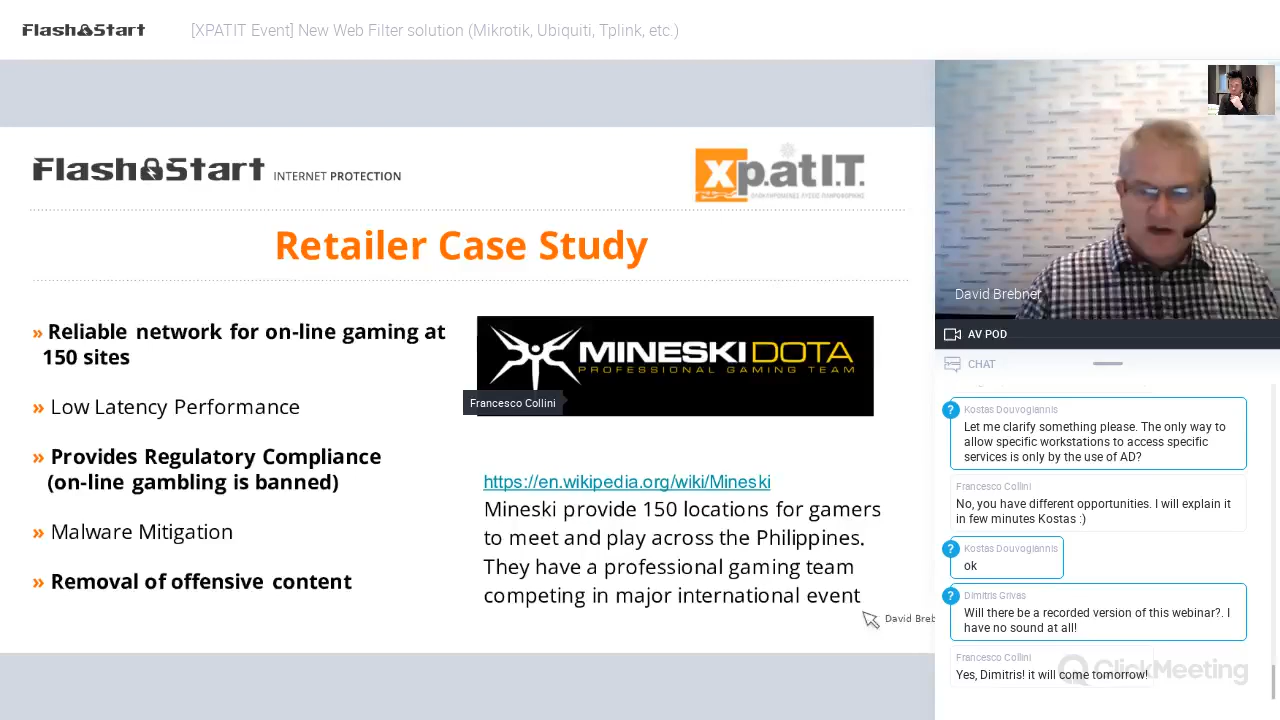 Flash Start
[XPATIT Event] New Web Filter solution (Mikrotik, Ubiquiti, Tplink, etc.)
Flash Start INTERNET PROTECTION
xp.at I.T.
ΟΛΟΚΛΗΡΩΜΕΝΕΣ ΛΥΣΕΙΣ ΠΛΗΡΟΦΟΡΙΚΗΣ
Retailer Case Study
» Reliable network for on-line gaming at
150 sites
» Low Latency Performance
» Provides Regulatory Compliance
(on-line gambling is banned)
» Malware Mitigation
» Removal of offensive content
MINESKI DOTA
PROFESSIONAL GAMING TEAM
Francesco Collini
https://en.wikipedia.org/wiki/Mineski
Mineski provide 150 locations for gamers
to meet and play across the Philippines.
They have a professional gaming team
competing in major international event
David Breb
David Brebner
AV POD
CHAT
? Kostas Douvogiannis
Let me clarify something please. The only way to
allow specific workstations to access specific
services is only by the use of AD?
Francesco Collini
No, you have different opportunities. I will explain it
in few minutes Kostas :)
? Kostas Douvogiannis
ok
? Dimitris Grivas
Will there be a recorded version of this webinar?. I
have no sound at all!
Francesco Collini
Yes, Dimitris! it will come tomorrow!
ClickMeeting